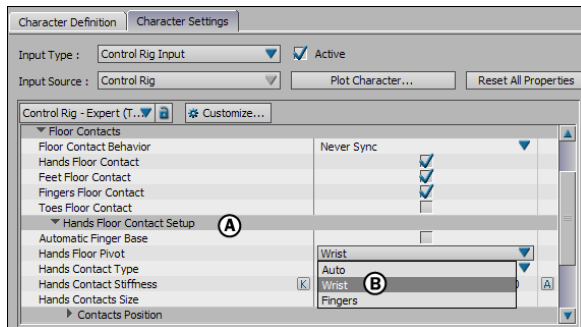 Character Definition Character Settings
Input Type : Control Rig Input Active
Input Source : Control Rig Plot Character... Reset All Properties
Control Rig - Expert (T... Customize...
Floor Contacts
Floor Contact Behavior Never Sync
Hands Floor Contact
Feet Floor Contact
Fingers Floor Contact
Toes Floor Contact
Hands Floor Contact Setup A
Automatic Finger Base
Hands Floor Pivot Wrist
Hands Contact Type Auto
Hands Contact Stiffness K Wrist B 0 A
Hands Contacts Size Fingers
Contacts Position